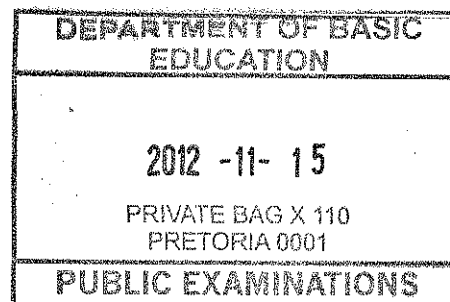 DEPARTMENT OF BASIC
EDUCATION
2012 -11- 15
PRIVATE BAG X 110
PRETORIA 0001
PUBLIC EXAMINATIONS